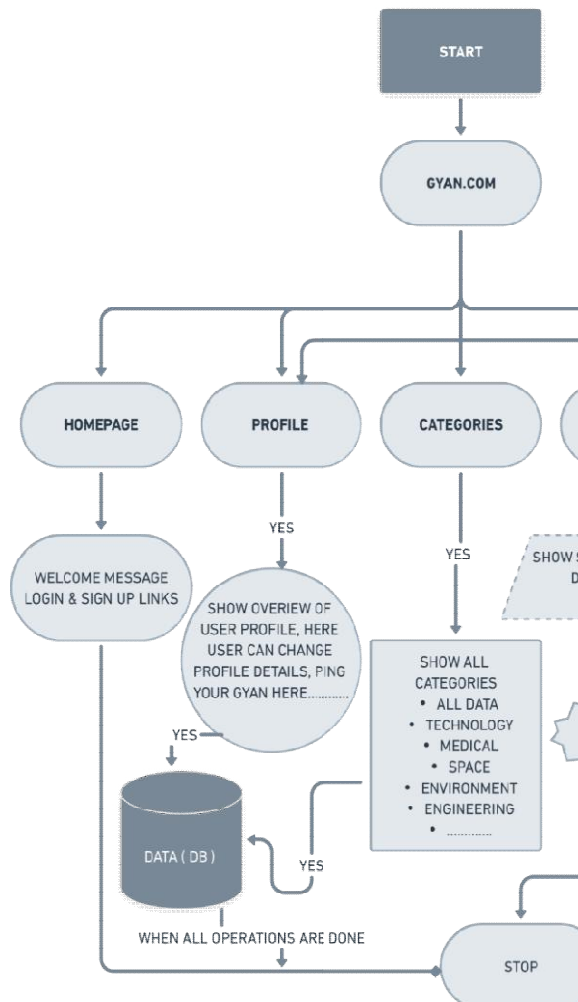 START
GYAN.COM
HOMEPAGE
PROFILE
CATEGORIES
YES
YES
WELCOME MESSAGE
LOGIN & SIGN UP LINKS
SHOW OVERIEW OF
USER PROFILE, HERE
USER CAN CHANGE
PROFILE DETAILS, PING
YOUR GYAN HERE...........
SHOW
SHOW ALL
CATEGORIES
• ALL DATA
• TECHNOLOGY
• MEDICAL
• SPACE
• ENVIRONMENT
• ENGINEERING
• .............
YES
DATA ( DB )
YES
WHEN ALL OPERATIONS ARE DONE
STOP